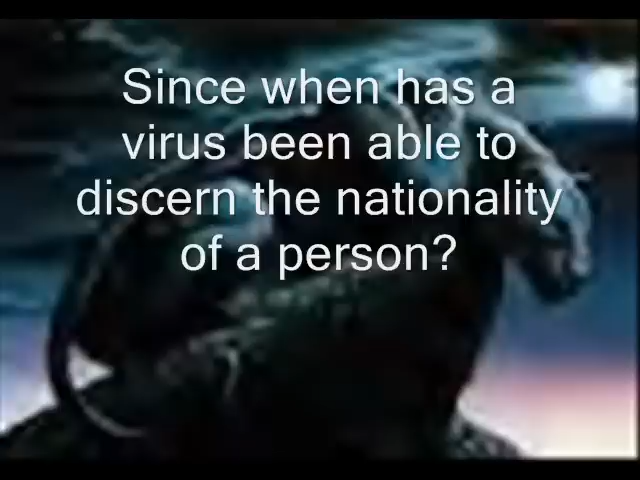 Since when has a
virus been able to
discern the nationality
of a person?